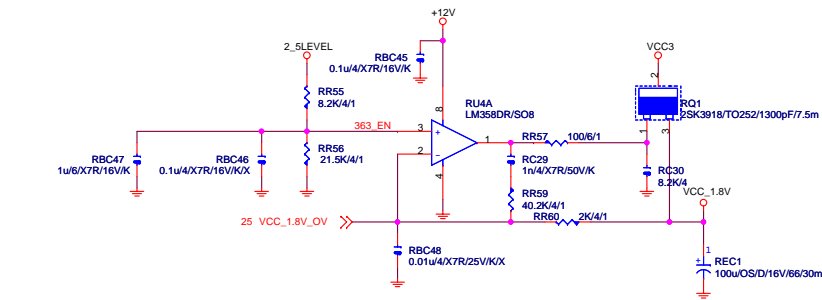 +12V
2_5LEVEL
VCC3
RBC45
0.1u/4/X7R/16V/K
2
RR55
8.2K/4/1
8
RU4A
LM358DR/SO8
RQ1
2SK3918/TO252/1300pF/7.5m
363_EN
3
+
1
RR57
100/6/1
1
3
RBC47
1u/6/X7R/16V/K
RBC46
0.1u/4/X7R/16V/K/X
RR56
21.5K/4/1
2
-
4
RC29
1n/4/X7R/50V/K
RC30
8.2K/4
RR59
40.2K/4/1
VCC_1.8V
25 VCC_1.8V_OV
RR60
2K/4/1
RBC48
0.01u/4/X7R/25V/K/X
1
+
REC1
100u/OS/D/16V/66/30m